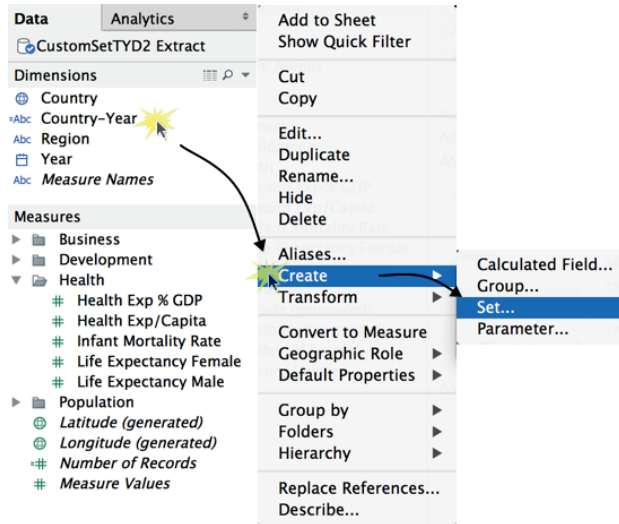 Data
Analytics
CustomSetTYD2 Extract
Dimensions
Country
=Abc Country-Year
Abc Region
Year
Abc Measure Names
Measures
Business
Development
Health
# Health Exp % GDP
# Health Exp/Capita
# Infant Mortality Rate
# Life Expectancy Female
# Life Expectancy Male
Population
Latitude (generated)
Longitude (generated)
=# Number of Records
# Measure Values
Add to Sheet
Show Quick Filter
Cut
Copy
Edit...
Duplicate
Rename...
Hide
Delete
Aliases...
Create
Transform
Convert to Measure
Geographic Role
Default Properties
Group by
Folders
Hierarchy
Replace References...
Describe...
Calculated Field...
Group...
Set...
Parameter...